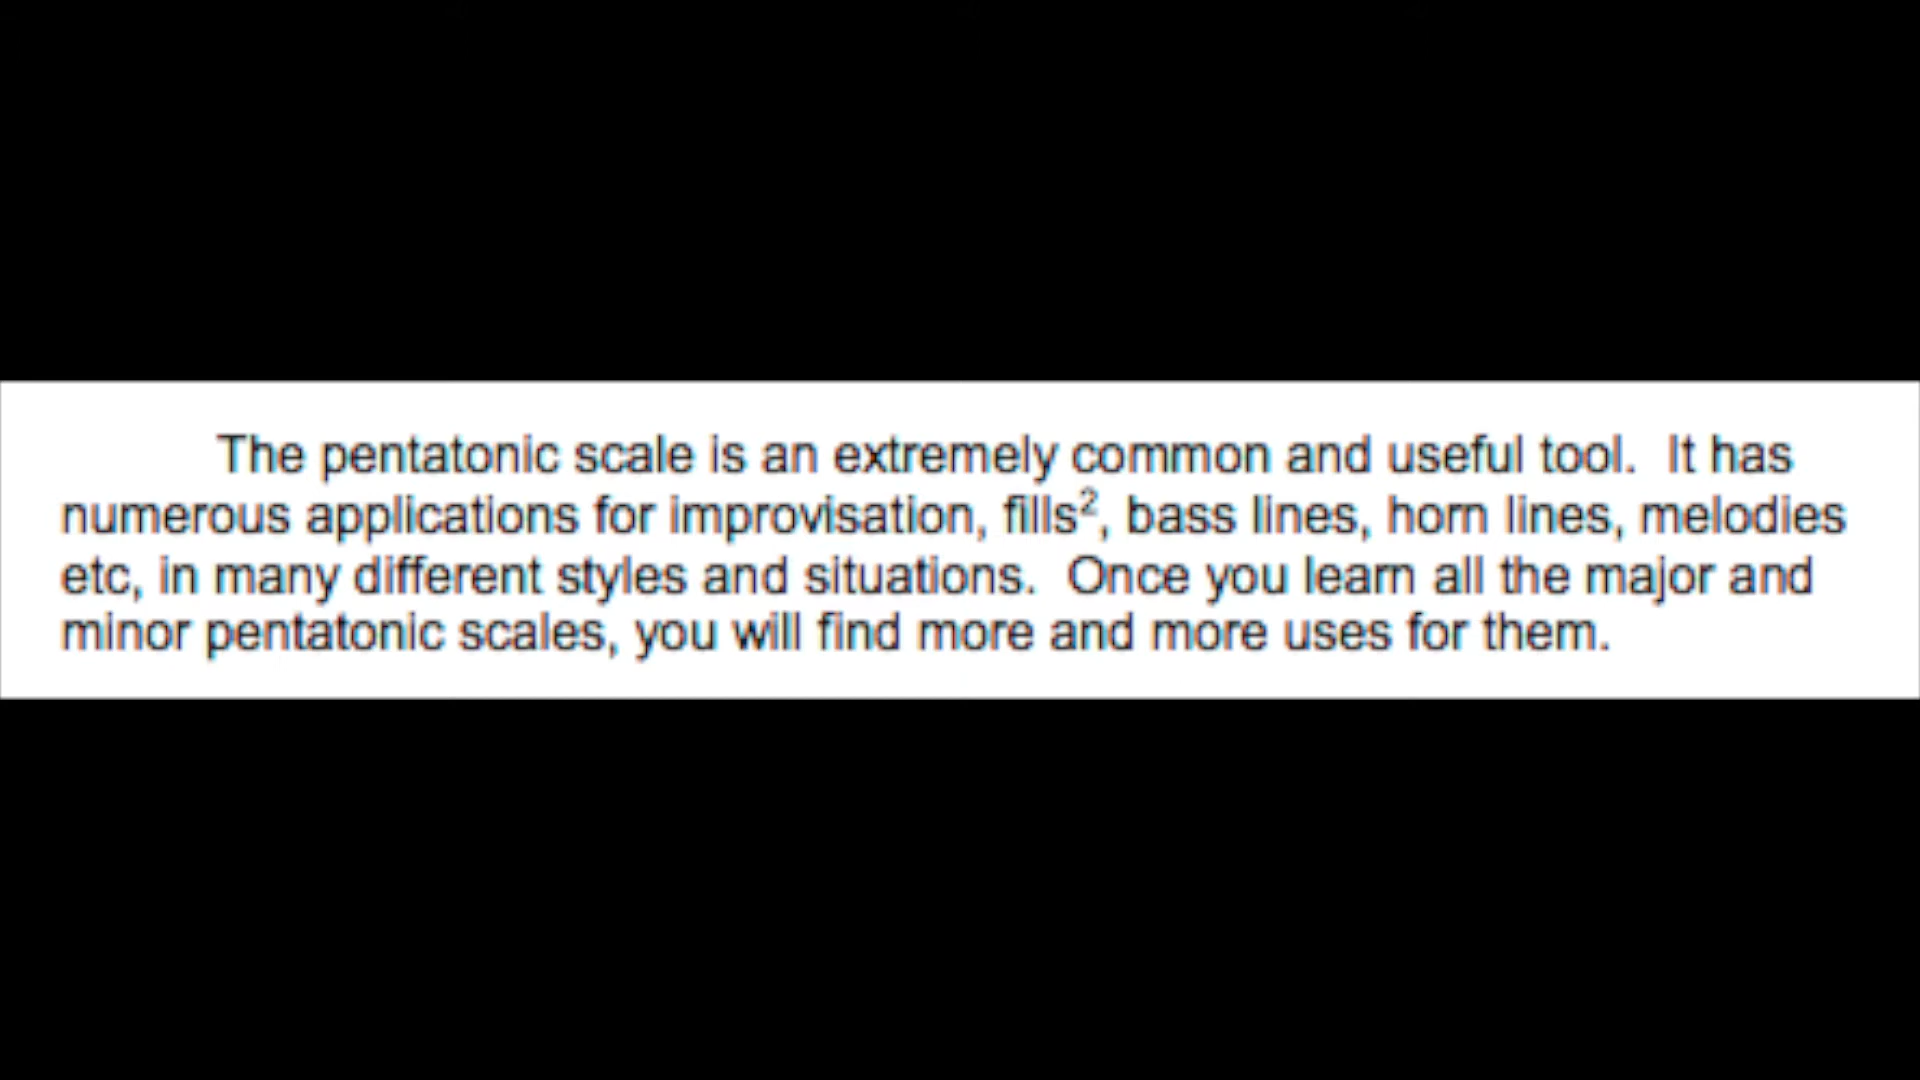 The pentatonic scale is an extremely common and useful tool.  It has
numerous applications for improvisation, fills², bass lines, horn lines, melodies
etc, in many different styles and situations.  Once you learn all the major and
minor pentatonic scales, you will find more and more uses for them.